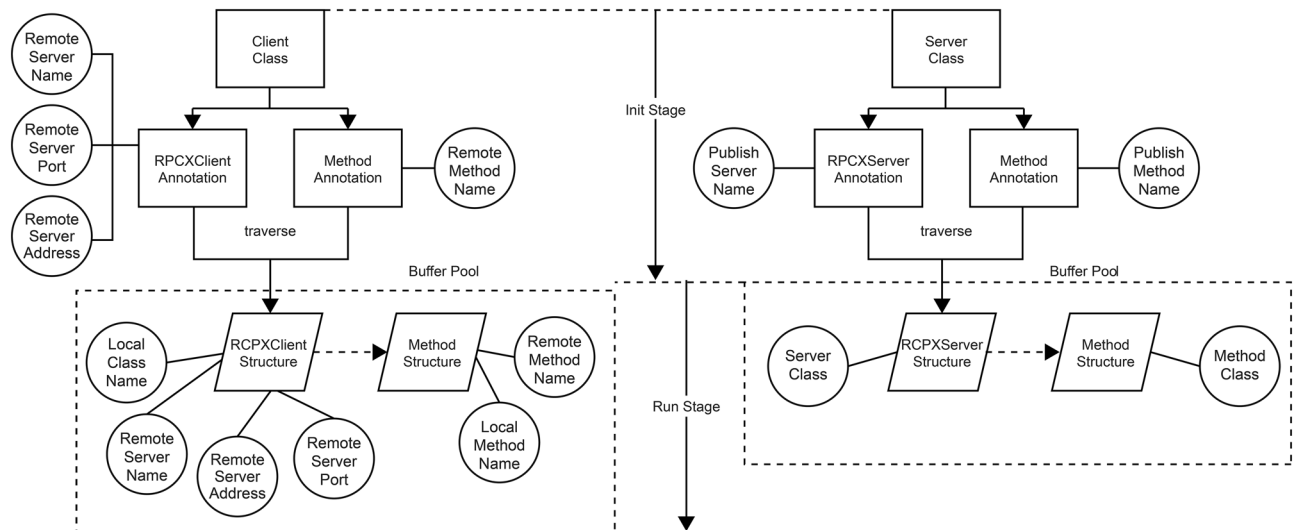 Remote
Server
Name
Client
Class
Server
Class
Init Stage
Remote
Server
Port
RPCXClient
Annotation
Method
Annotation
Remote
Method
Name
Publish
Server
Name
RPCXServer
Annotation
Method
Annotation
Publish
Method
Name
Remote
Server
Address
traverse
traverse
Buffer Pool
Buffer Pool
Local
Class
Name
RCPXClient
Structure
Method
Structure
Remote
Method
Name
Server
Class
RCPXServer
Structure
Method
Structure
Method
Class
Run Stage
Remote
Server
Name
Remote
Server
Address
Remote
Server
Port
Local
Method
Name